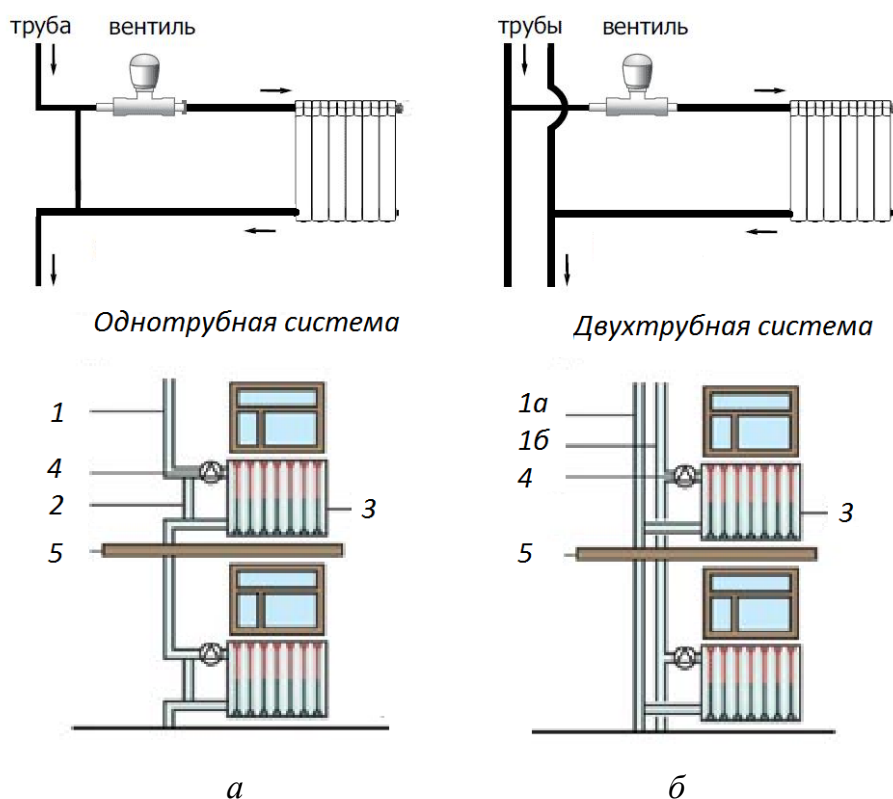 труба вентиль
трубы вентиль
Однотрубная система
Двухтрубная система
1
4
2
3
5
1а
1б
4
3
5
а
б